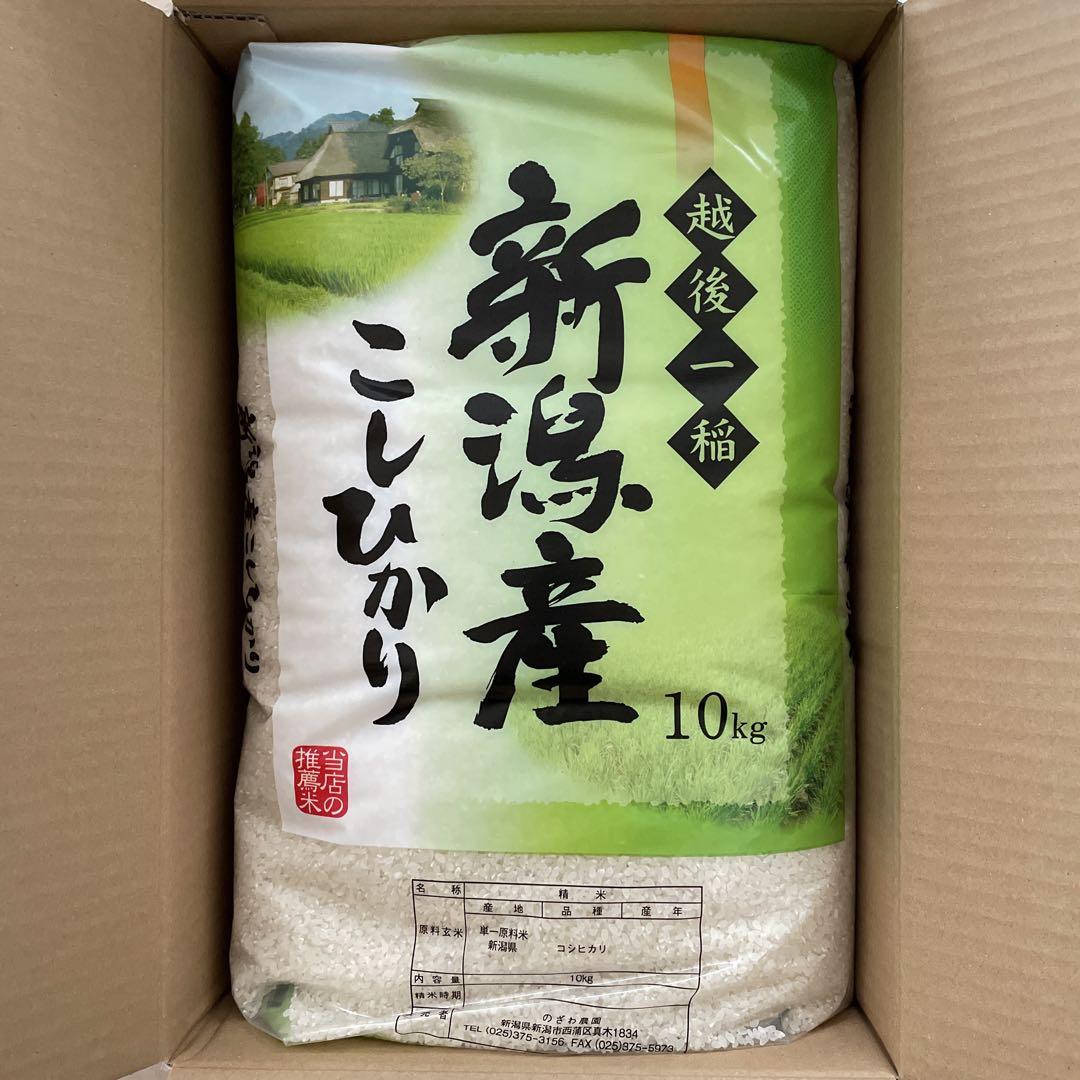 越後一稲
新潟産
こしひかり
10kg
当店の
推薦米
名称 精米
産地 品種 産年
原料玄米 単一原料米
新潟県 コシヒカリ
内容量 10kg
精米時期
のざわ農園
新潟県新潟市西蒲区真木1834
TEL (025)375-3156 FAX (025)375-5973